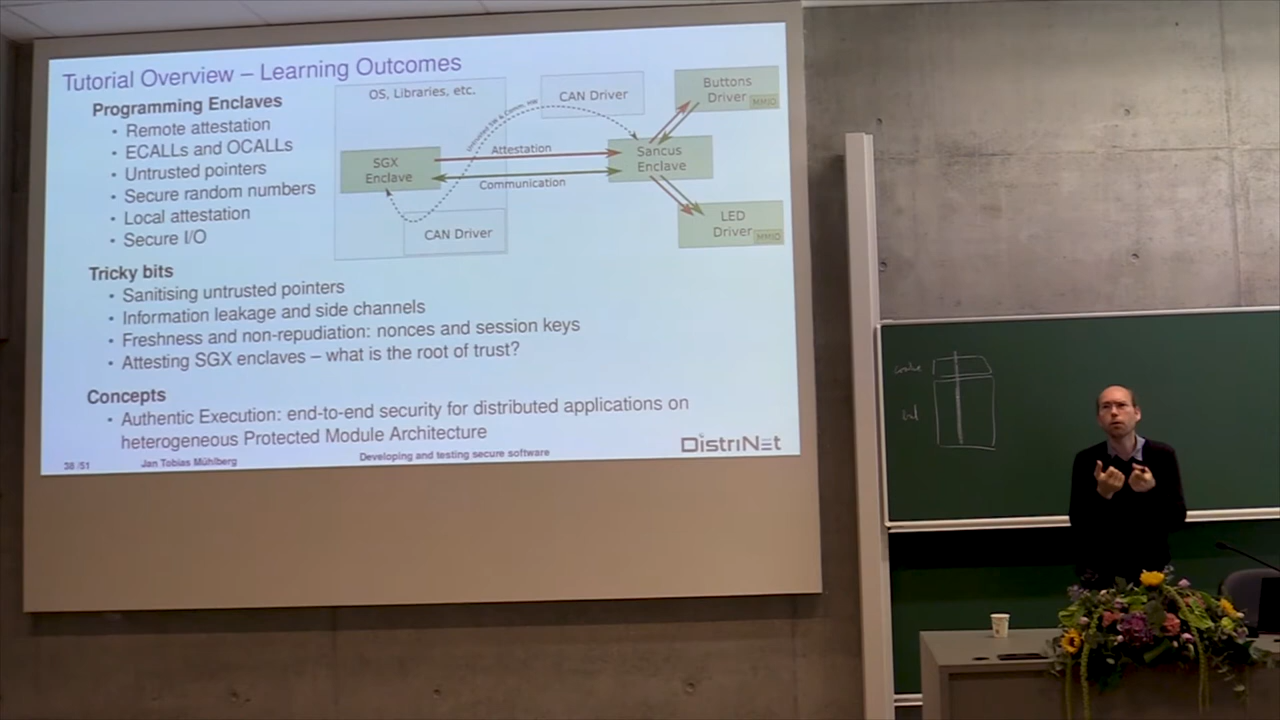 Tutorial Overview – Learning Outcomes
Programming Enclaves
• Remote attestation
• ECALLs and OCALLs
• Untrusted pointers
• Secure random numbers
• Local attestation
• Secure I/O
OS, Libraries, etc.
CAN Driver
Buttons
Driver
MMIO
SGX
Enclave
Attestation
Communication
Sancus
Enclave
CAN Driver
LED
Driver
MMIO
Tricky bits
• Sanitising untrusted pointers
• Information leakage and side channels
• Freshness and non-repudiation: nonces and session keys
• Attesting SGX enclaves – what is the root of trust?
Concepts
• Authentic Execution: end-to-end security for distributed applications on
heterogeneous Protected Module Architecture
38 /51 Jan Tobias Mühlberg Developing and testing secure software
DISTRINET